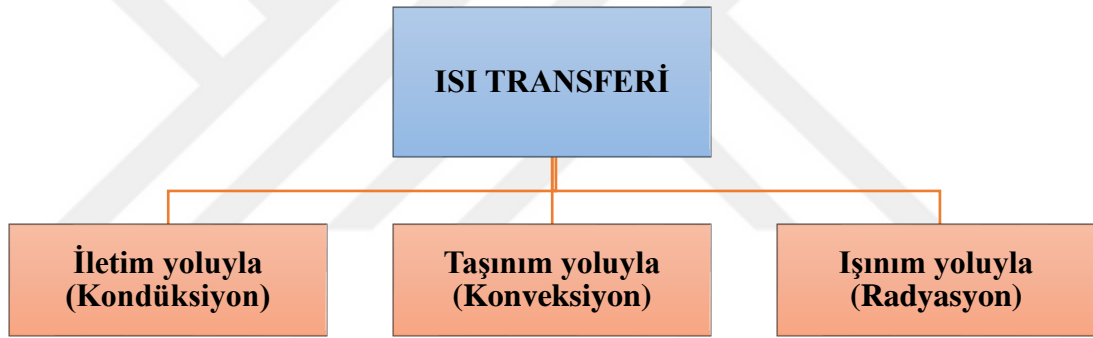 ISI TRANSFERİ
İletim yoluyla
(Kondüksiyon)
Taşınım yoluyla
(Konveksiyon)
Işınım yoluyla
(Radyasyon)